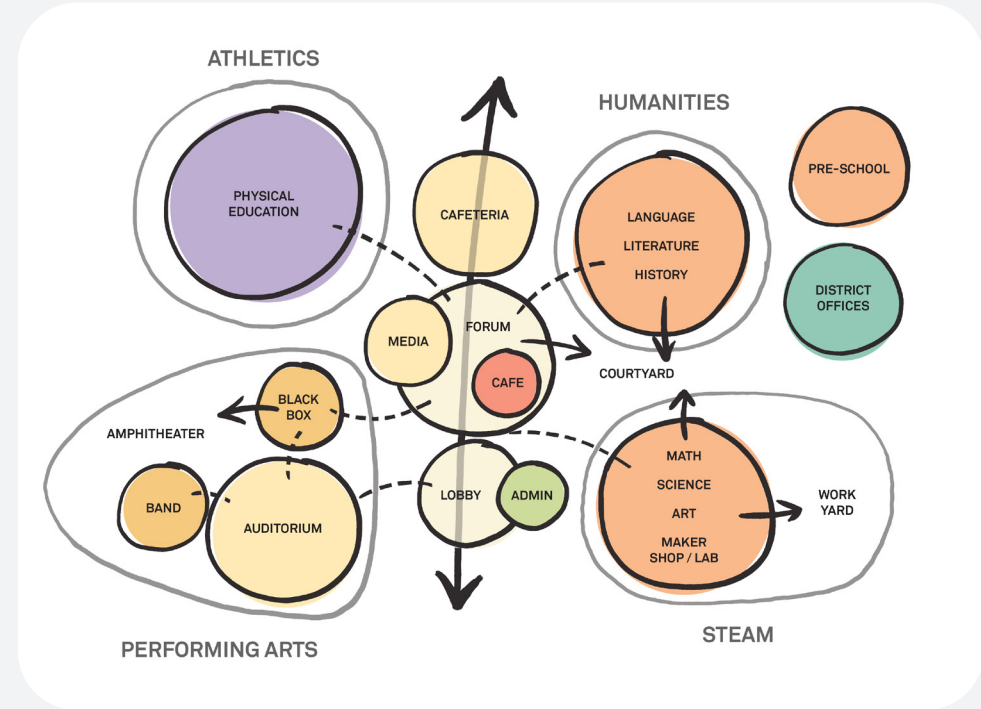 ATHLETICS
PHYSICAL
EDUCATION
CAFETERIA
HUMANITIES
LANGUAGE
LITERATURE
HISTORY
PRE-SCHOOL
DISTRICT
OFFICES
MEDIA
FORUM
CAFE
COURTYARD
BLACK
BOX
AMPHITHEATER
BAND
AUDITORIUM
LOBBY
ADMIN
MATH
SCIENCE
ART
MAKER
SHOP / LAB
WORK
YARD
PERFORMING ARTS
STEAM